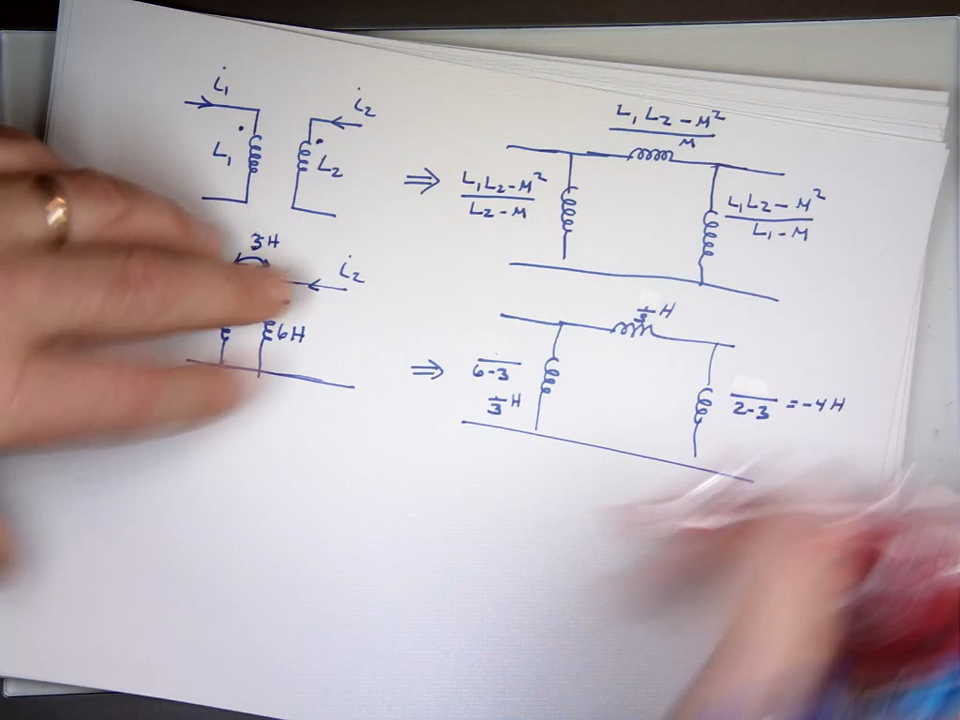 i₁
i₂
L₁
L₂
⇒
L₁L₂-M²
M
L₁L₂-M²
L₂-M
L₁L₂-M²
L₁-M
3H
i₂
6H
⇒
H
6-3
H
3
2-3 = -4H